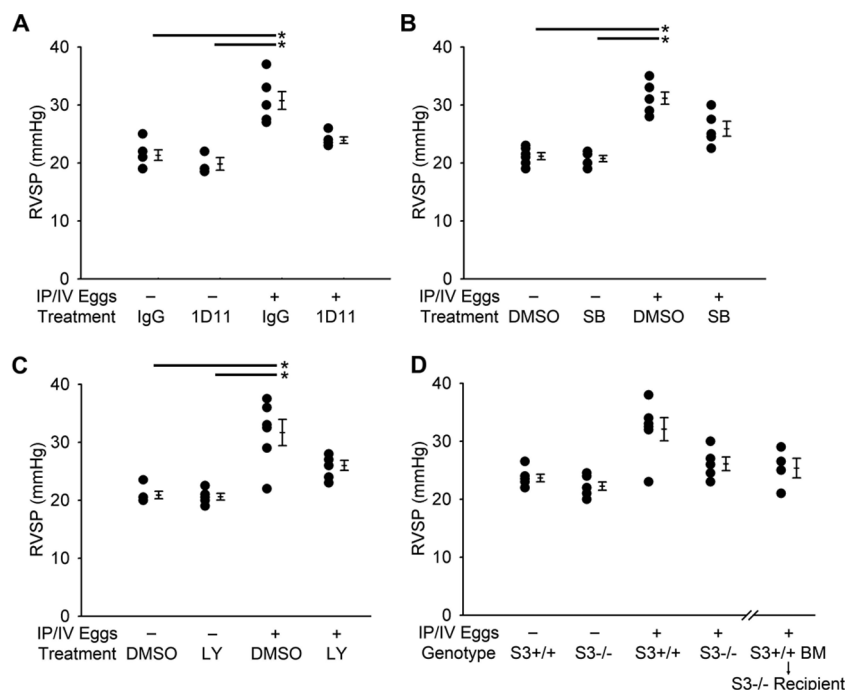 A
* 
*
40
30
20
10
0
RVSP (mmHg)
IP/IV Eggs – – + +
Treatment IgG 1D11 IgG 1D11
B
*
*
40
30
20
10
0
RVSP (mmHg)
IP/IV Eggs – – + +
Treatment DMSO SB DMSO SB
C
*
*
40
30
20
10
0
RVSP (mmHg)
IP/IV Eggs – – + +
Treatment DMSO LY DMSO LY
D
40
30
20
10
0
RVSP (mmHg)
IP/IV Eggs – – + + +
Genotype S3+/+ S3-/- S3+/+ S3-/- S3+/+ BM
↓
S3-/- Recipient